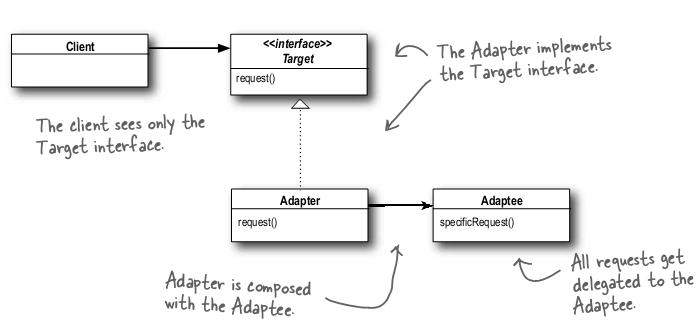 Client
<<interface>>
Target
request()
The Adapter implements
the Target interface.
The client sees only the
Target interface.
Adapter
request()
Adaptee
specificRequest()
Adapter is composed
with the Adaptee.
All requests get
delegated to the
Adaptee.